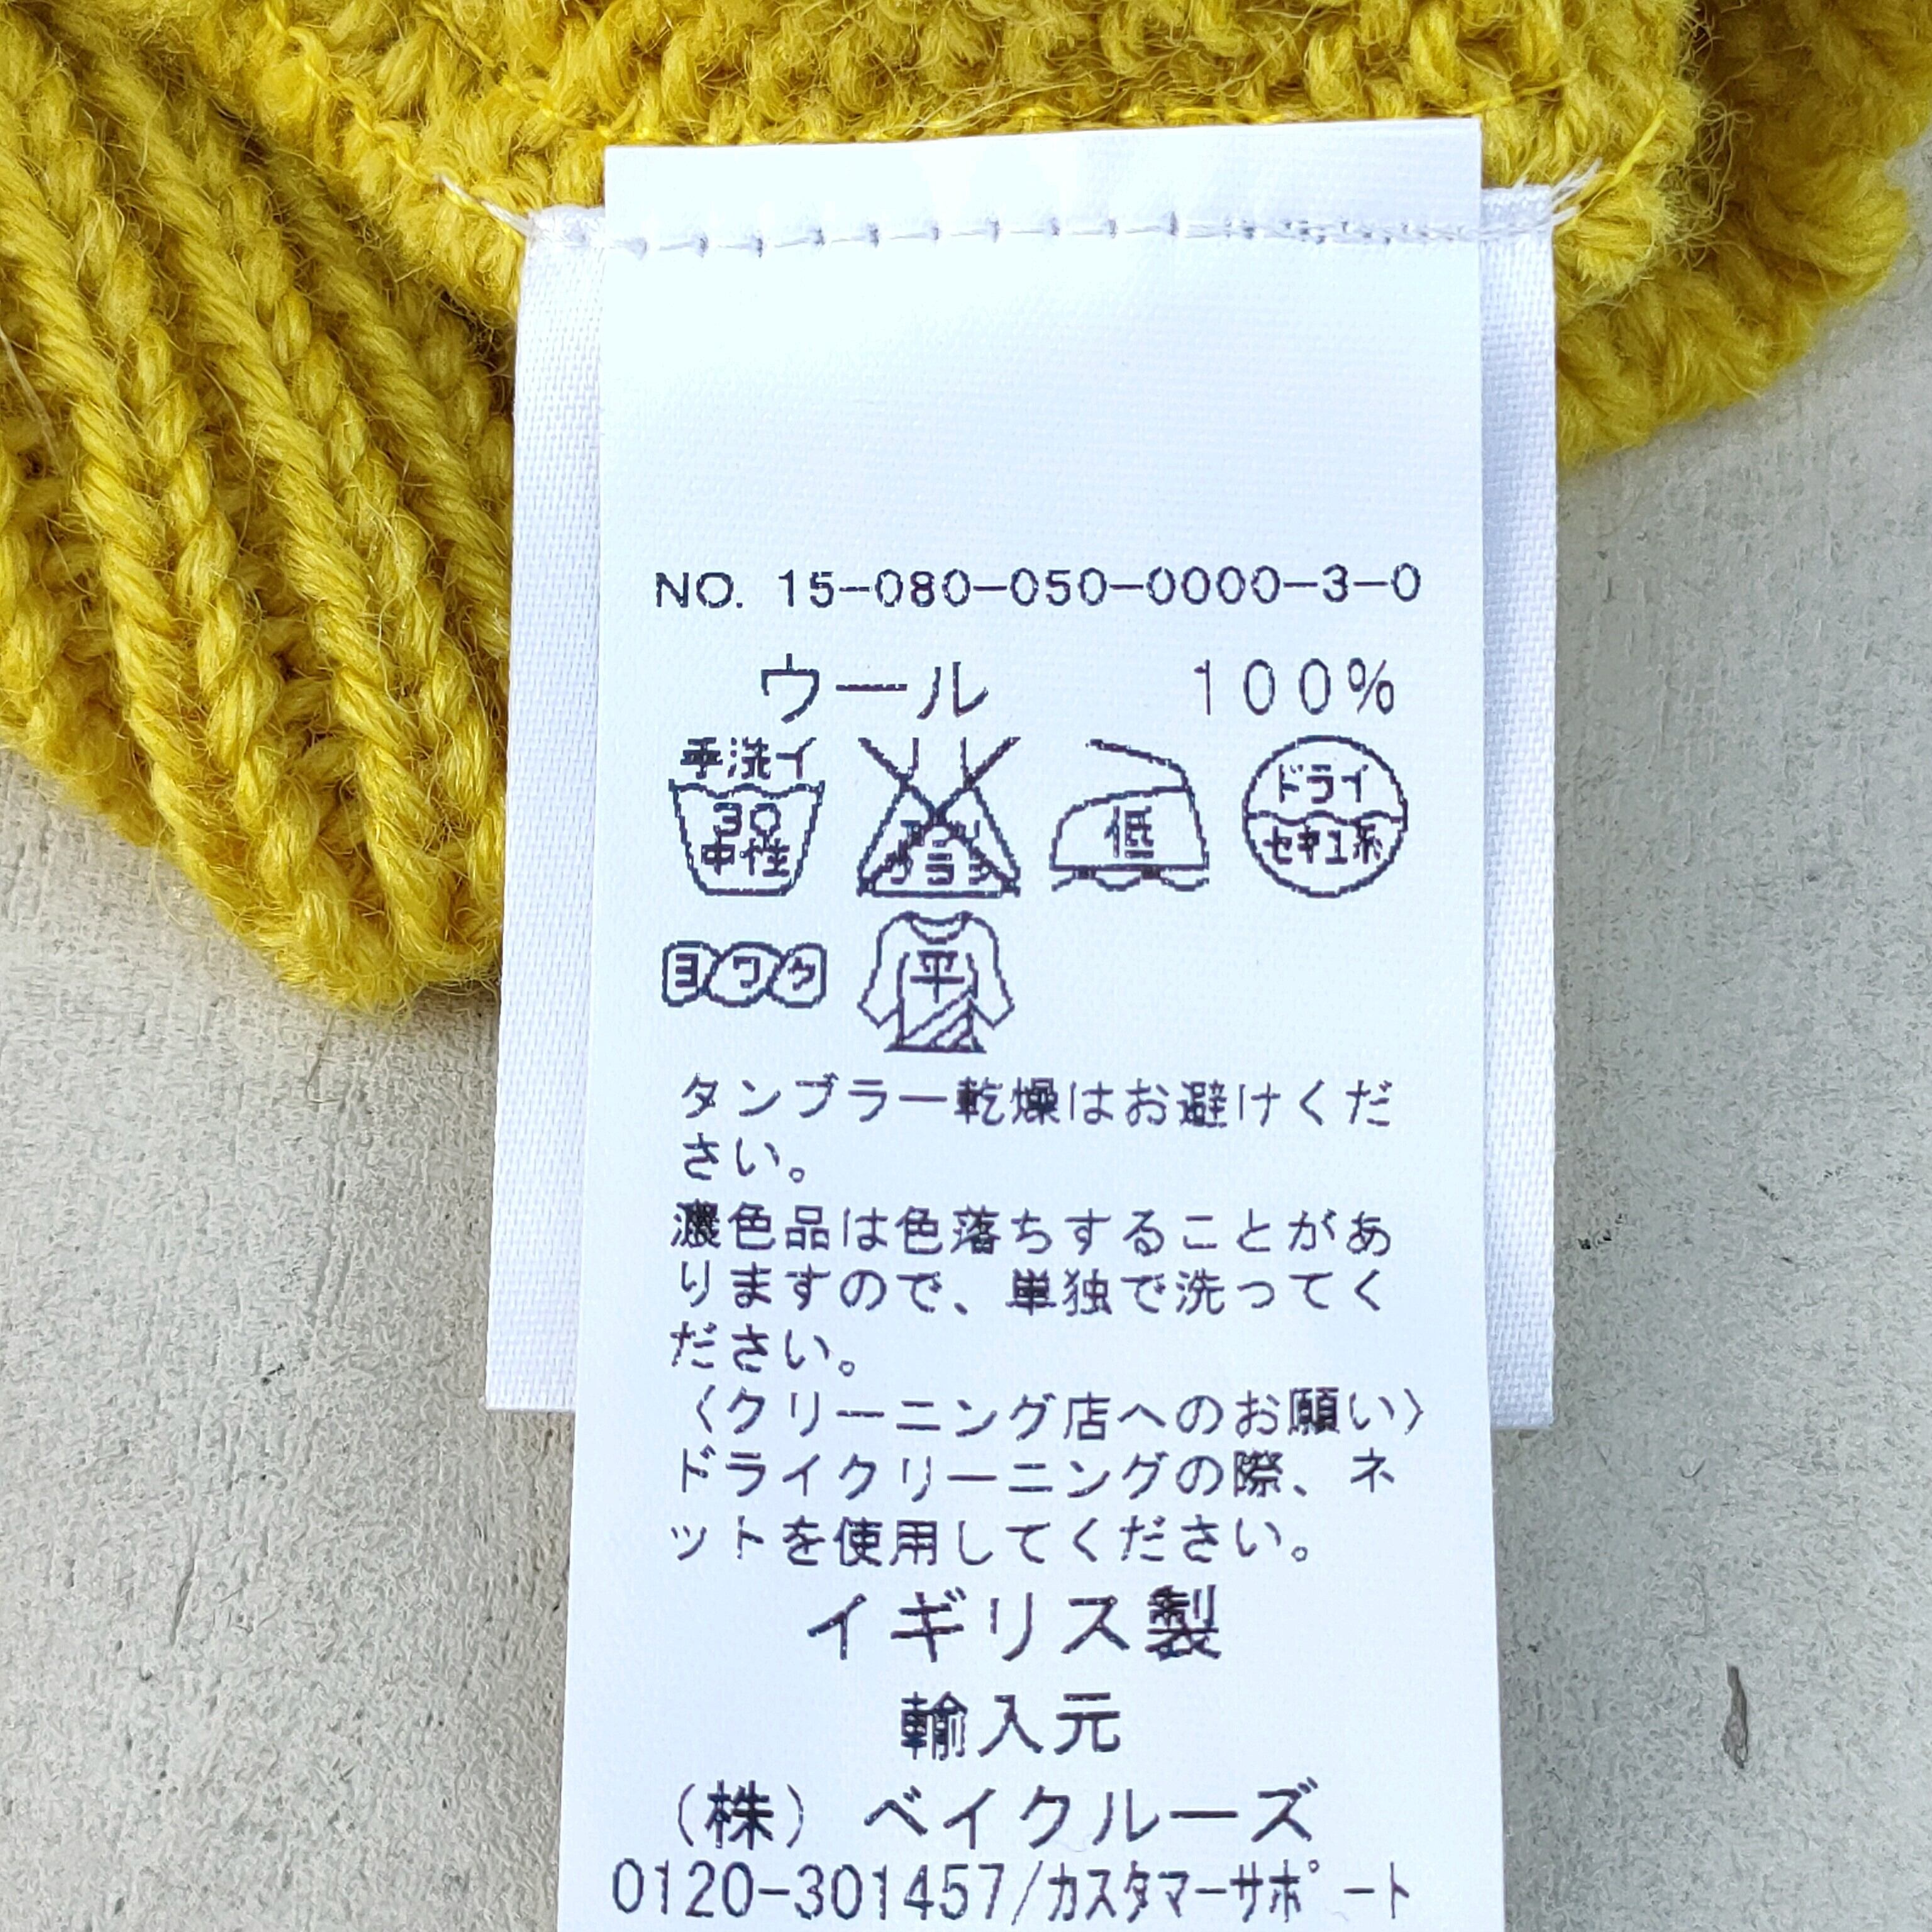 NO. 15-080-050-0000-3-0
ウール 100%
手洗イ
30
中性
エンソ
サラシ
低
ドライ
セキユ系
ヨワク
平
タンブラー乾燥はお避けくだ
さい。
濃色品は色落ちすることがあ
りますので、単独で洗ってく
ださい。
〈クリーニング店へのお願い〉
ドライクリーニングの際、ネ
ットを使用してください。
イギリス製
輸入元
(株) ベイクルーズ
0120-301457/カスタマーサポート